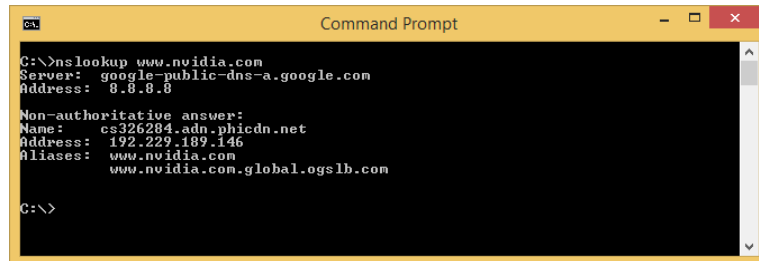 Command Prompt
C:\>nslookup www.nvidia.com
Server:  google-public-dns-a.google.com
Address:  8.8.8.8
Non-authoritative answer:
Name:    cs326284.adn.phicdn.net
Address:  192.229.189.146
Aliases:  www.nvidia.com
          www.nvidia.com.global.ogslb.com
C:\>